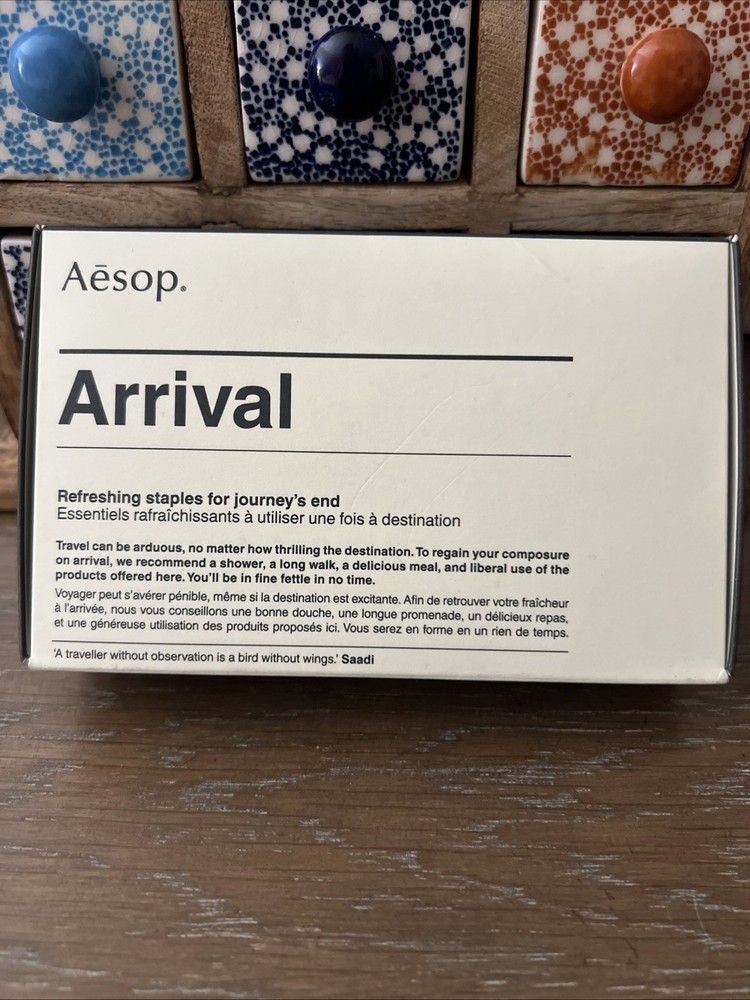 Aēsop®
Arrival
Refreshing staples for journey's end
Essentiels rafraîchissants à utiliser une fois à destination
Travel can be arduous, no matter how thrilling the destination. To regain your composure
on arrival, we recommend a shower, a long walk, a delicious meal, and liberal use of the
products offered here. You'll be in fine fettle in no time.
Voyager peut s'avérer pénible, même si la destination est excitante. Afin de retrouver votre fraîcheur
à l'arrivée, nous vous conseillons une bonne douche, une longue promenade, un délicieux repas,
et une généreuse utilisation des produits proposés ici. Vous serez en forme en un rien de temps.
'A traveller without observation is a bird without wings.' Saadi